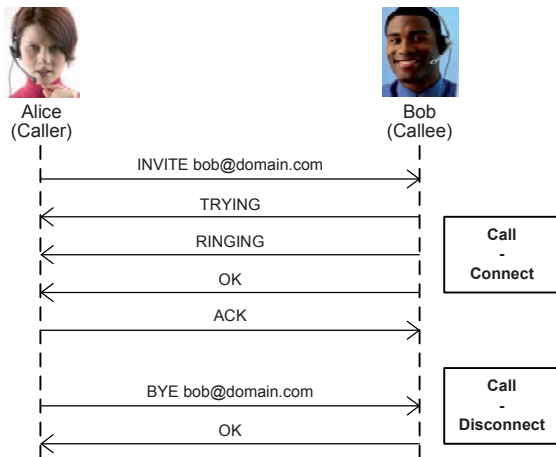 Alice
(Caller)
Bob
(Callee)
INVITE bob@domain.com
TRYING
RINGING
OK
ACK
Call
-
Connect
BYE bob@domain.com
OK
Call
-
Disconnect